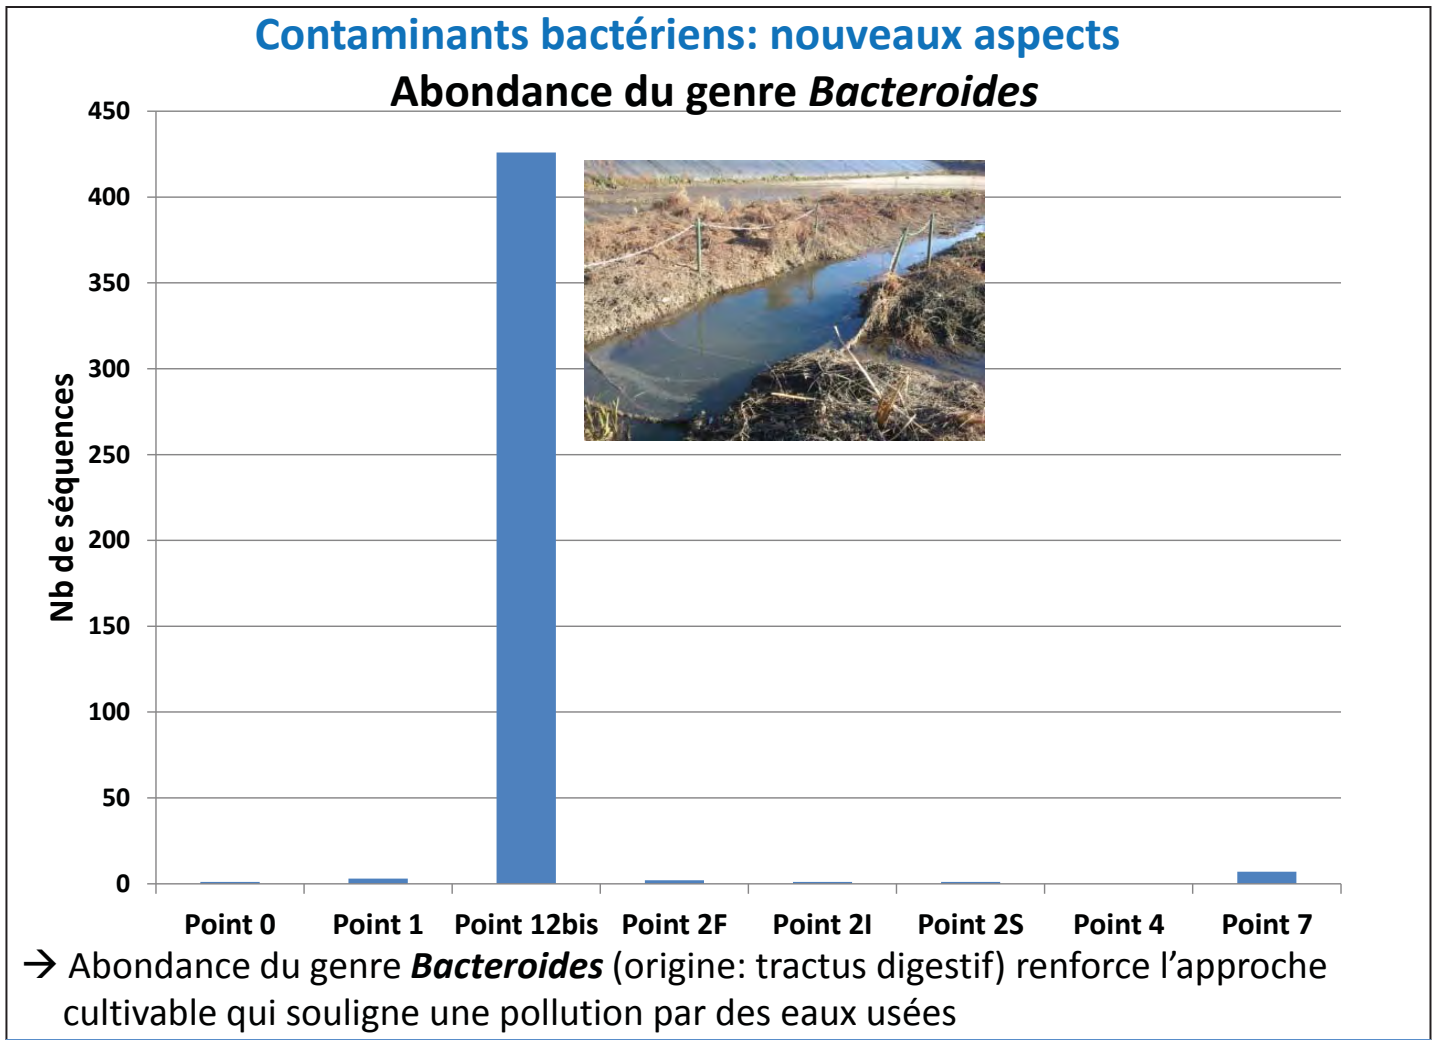 Contaminants bactériens: nouveaux aspects
Abondance du genre Bacteroides
450
400
350
300
250
200
150
100
50
0
Nb de séquences
Point 0
Point 1
Point 12bis
Point 2F
Point 2I
Point 2S
Point 4
Point 7
→ Abondance du genre Bacteroides (origine: tractus digestif) renforce l’approche
cultivable qui souligne une pollution par des eaux usées